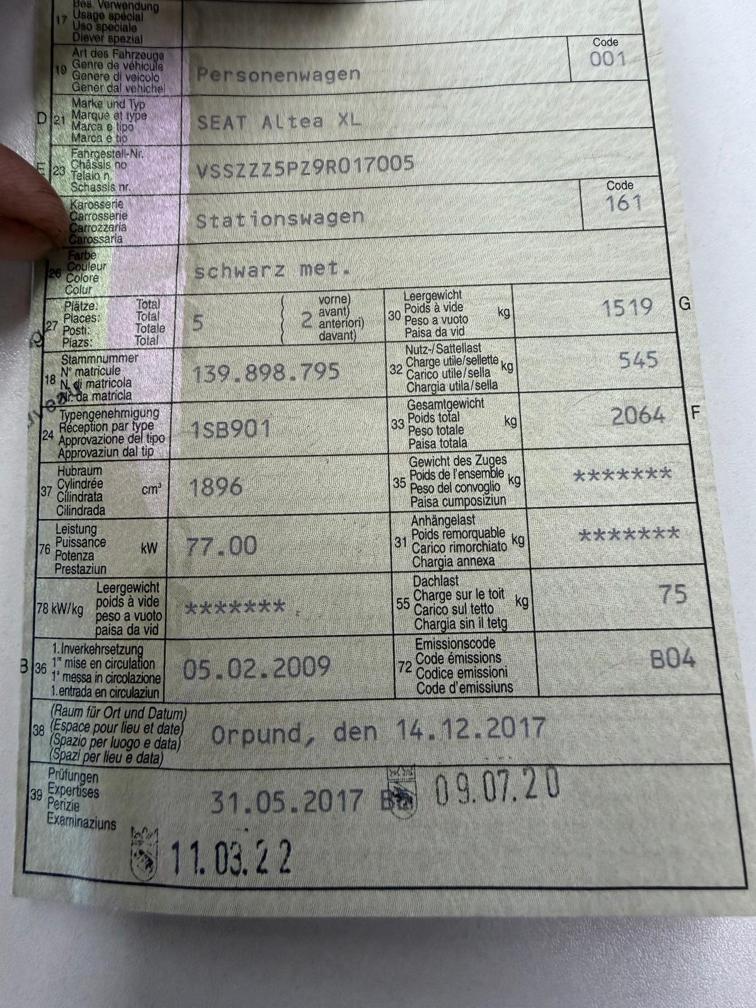 Bes. Verwendung
17 Usage spécial
Uso speciale
Diever spezial
19 Art des Fahrzeugs
Genre de véhicule
Genere di veicolo
Gener dal vehichel
Personenwagen
Code
001
D 21 Marke und Typ
Marque et type
Marca e tipo
Marca e tip
SEAT Altea XL
E 23 Fahrgestell-Nr.
Châssis no
Telaio n.
Schassis nr.
VSSZZZ5PZ9R017005
Karosserie
Carrosserie
Carrozzeria
Carossaria
Stationswagen
Code
161
26 Farbe
Couleur
Colore
Colur
schwarz met.
27 Plätze: Total
Places: Total
Posti: Totale
Plazs: Total
5
2
vorne)
avant)
anteriori)
davant)
30 Leergewicht
Poids à vide
Peso a vuoto
Paisa da vid
kg
1519 G
18 Stammnummer
N° matricule
N. di matricola
Nr. da matricla
139.898.795
32 Nutz-/Sattellast
Charge utile/sellette
Carico utile/sella
Chargia utila/sella
kg
545
24 Typengenehmigung
Réception par type
Approvazione del tipo
Approvaziun dal tip
1SB901
33 Gesamtgewicht
Poids total
Peso totale
Paisa totala
kg
2064 F
37 Hubraum
Cylindrée
Cilindrata
Cilindrada
cm³
1896
35 Gewicht des Zuges
Poids de l'ensemble
Peso del convoglio
Paisa cumposiziun
kg
*******
76 Leistung
Puissance
Potenza
Prestaziun
kW
77.00
31 Anhängelast
Poids remorquable
Carico rimorchiato
Chargia annexa
kg
*******
78 kW/kg
Leergewicht
poids à vide
peso a vuoto
paisa da vid
*******
55 Dachlast
Charge sur le toit
Carico sul tetto
Chargia sin il tetg
kg
75
B 36 1.Inverkehrsetzung
1re mise en circulation
1a messa in circolazione
1.entrada en circulaziun
05.02.2009
72 Emissionscode
Code émissions
Codice emissioni
Code d'emissiuns
B04
38 (Raum für Ort und Datum)
(Espace pour lieu et date)
(Spazio per luogo e data)
(Spazi per lieu e data)
Orpund, den 14.12.2017
39 Prüfungen
Expertises
Perizie
Examinaziuns
31.05.2017
09.07.20
11.03.22